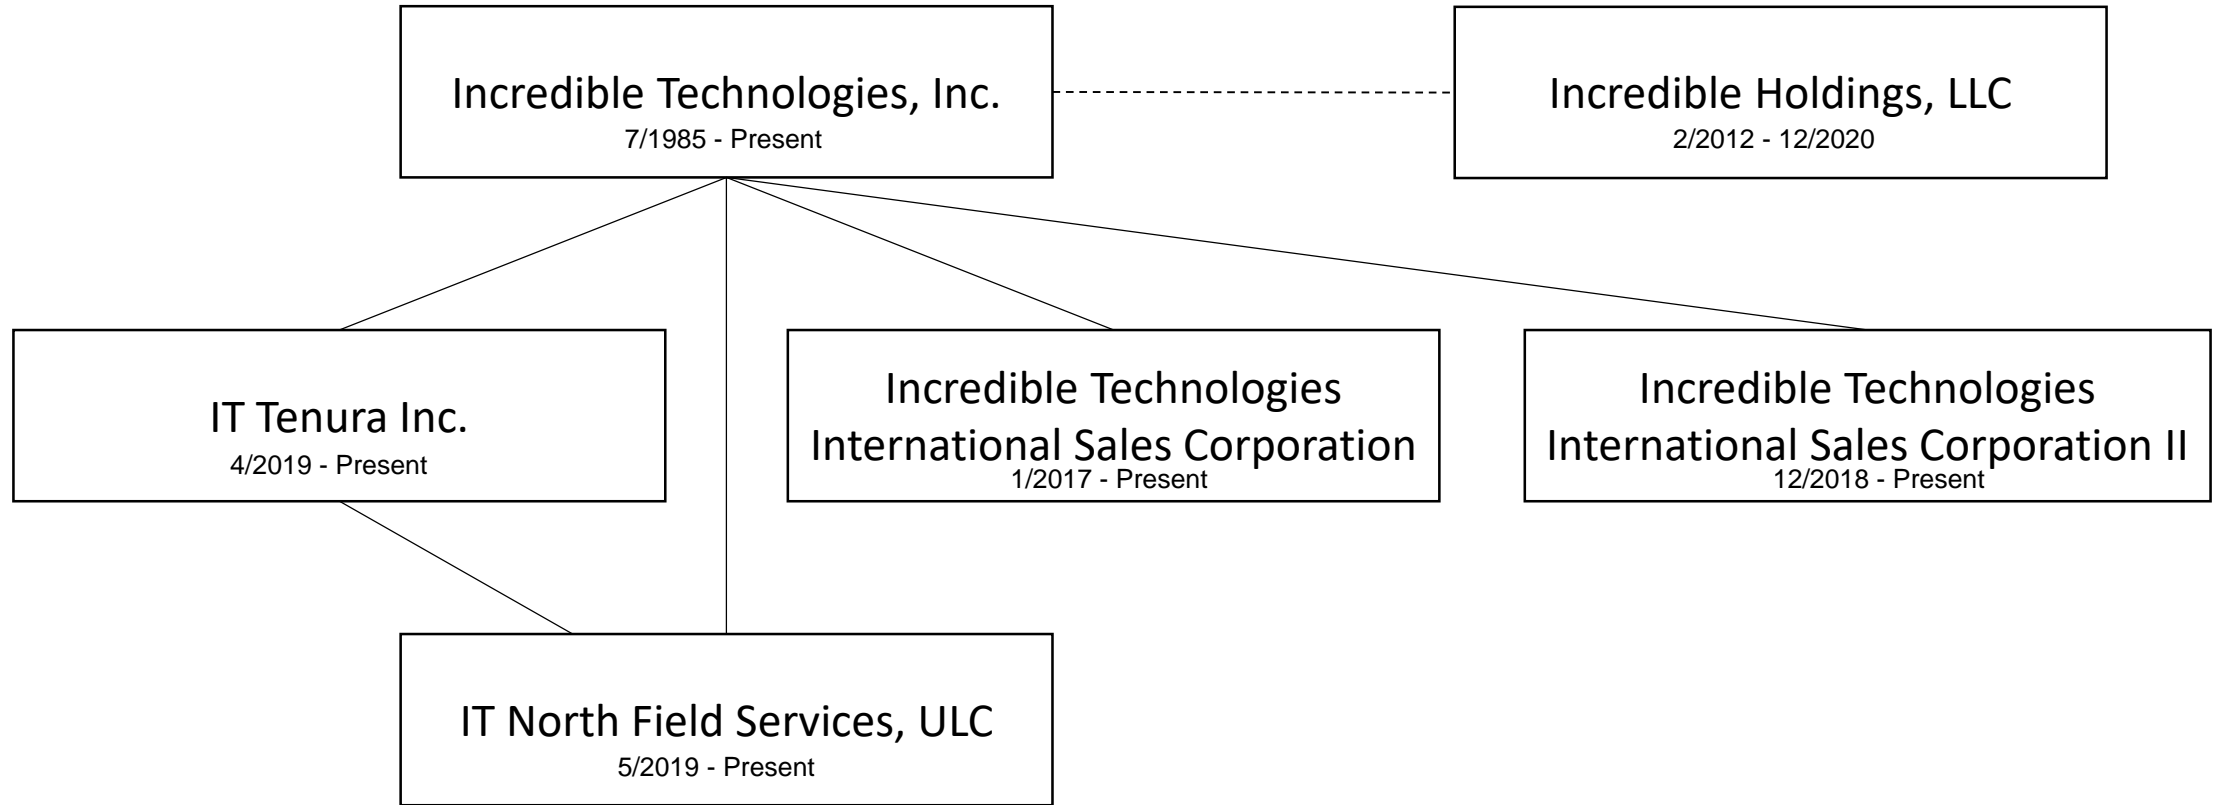 Incredible Technologies, Inc.
7/1985 - Present
Incredible Holdings, LLC
2/2012 - 12/2020
IT Tenura Inc.
4/2019 - Present
Incredible Technologies
International Sales Corporation
1/2017 - Present
Incredible Technologies
International Sales Corporation II
12/2018 - Present
IT North Field Services, ULC
5/2019 - Present